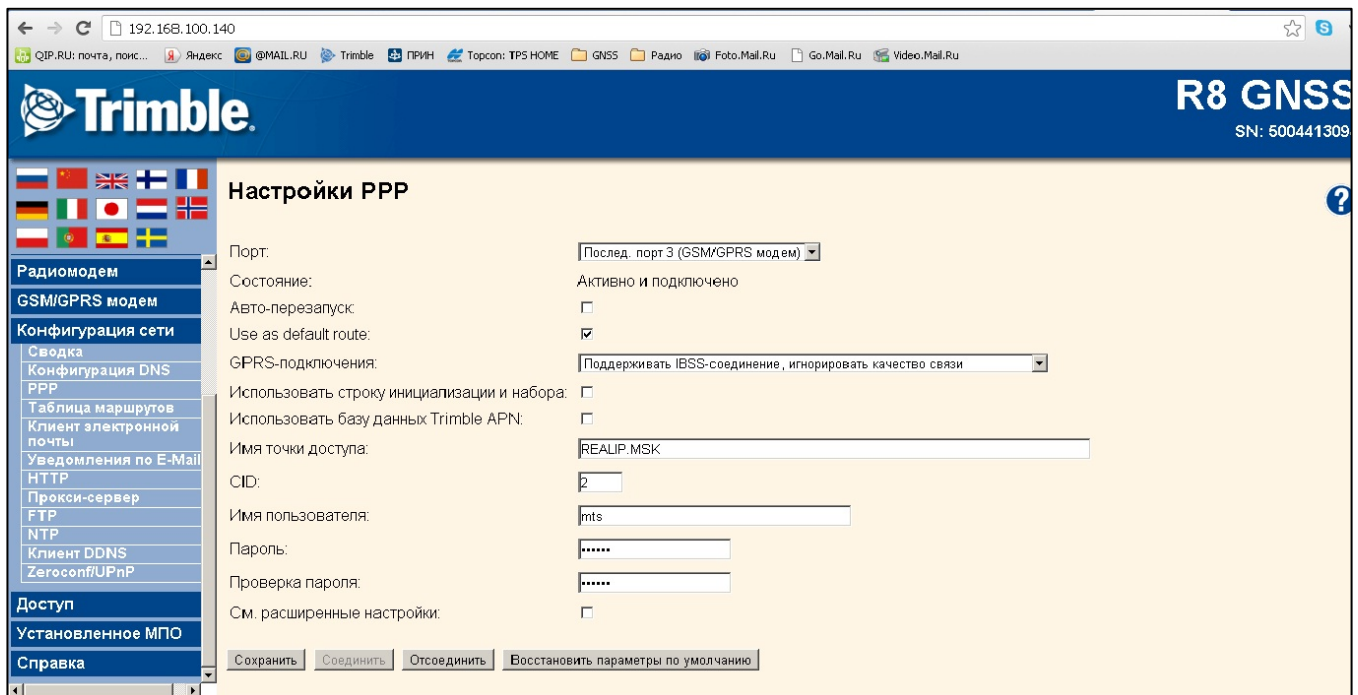 192.168.100.140
QIP.RU: почта, поис... Яндекс @MAIL.RU Trimble ПРИН Topcon: TPS HOME GNSS Радио Foto.Mail.Ru Go.Mail.Ru Video.Mail.Ru
Trimble.
R8 GNSS
SN: 500441309
Радиомодем
GSM/GPRS модем
Конфигурация сети
Сводка
Конфигурация DNS
PPP
Таблица маршрутов
Клиент электронной
почты
Уведомления по E-Mail
HTTP
Прокси-сервер
FTP
NTP
Клиент DDNS
Zeroconf/UPnP
Доступ
Установленное МПО
Справка
Настройки PPP
Порт: Послед. порт 3 (GSM/GPRS модем)
Состояние: Активно и подключено
Авто-перезапуск:
Use as default route:
GPRS-подключения: Поддерживать IBSS-соединение, игнорировать качество связи
Использовать строку инициализации и набора:
Использовать базу данных Trimble APN:
Имя точки доступа: REALIP.MSK
CID: 2
Имя пользователя: mts
Пароль: ••••••
Проверка пароля: ••••••
См. расширенные настройки:
Сохранить Соединить Отсоединить Восстановить параметры по умолчанию